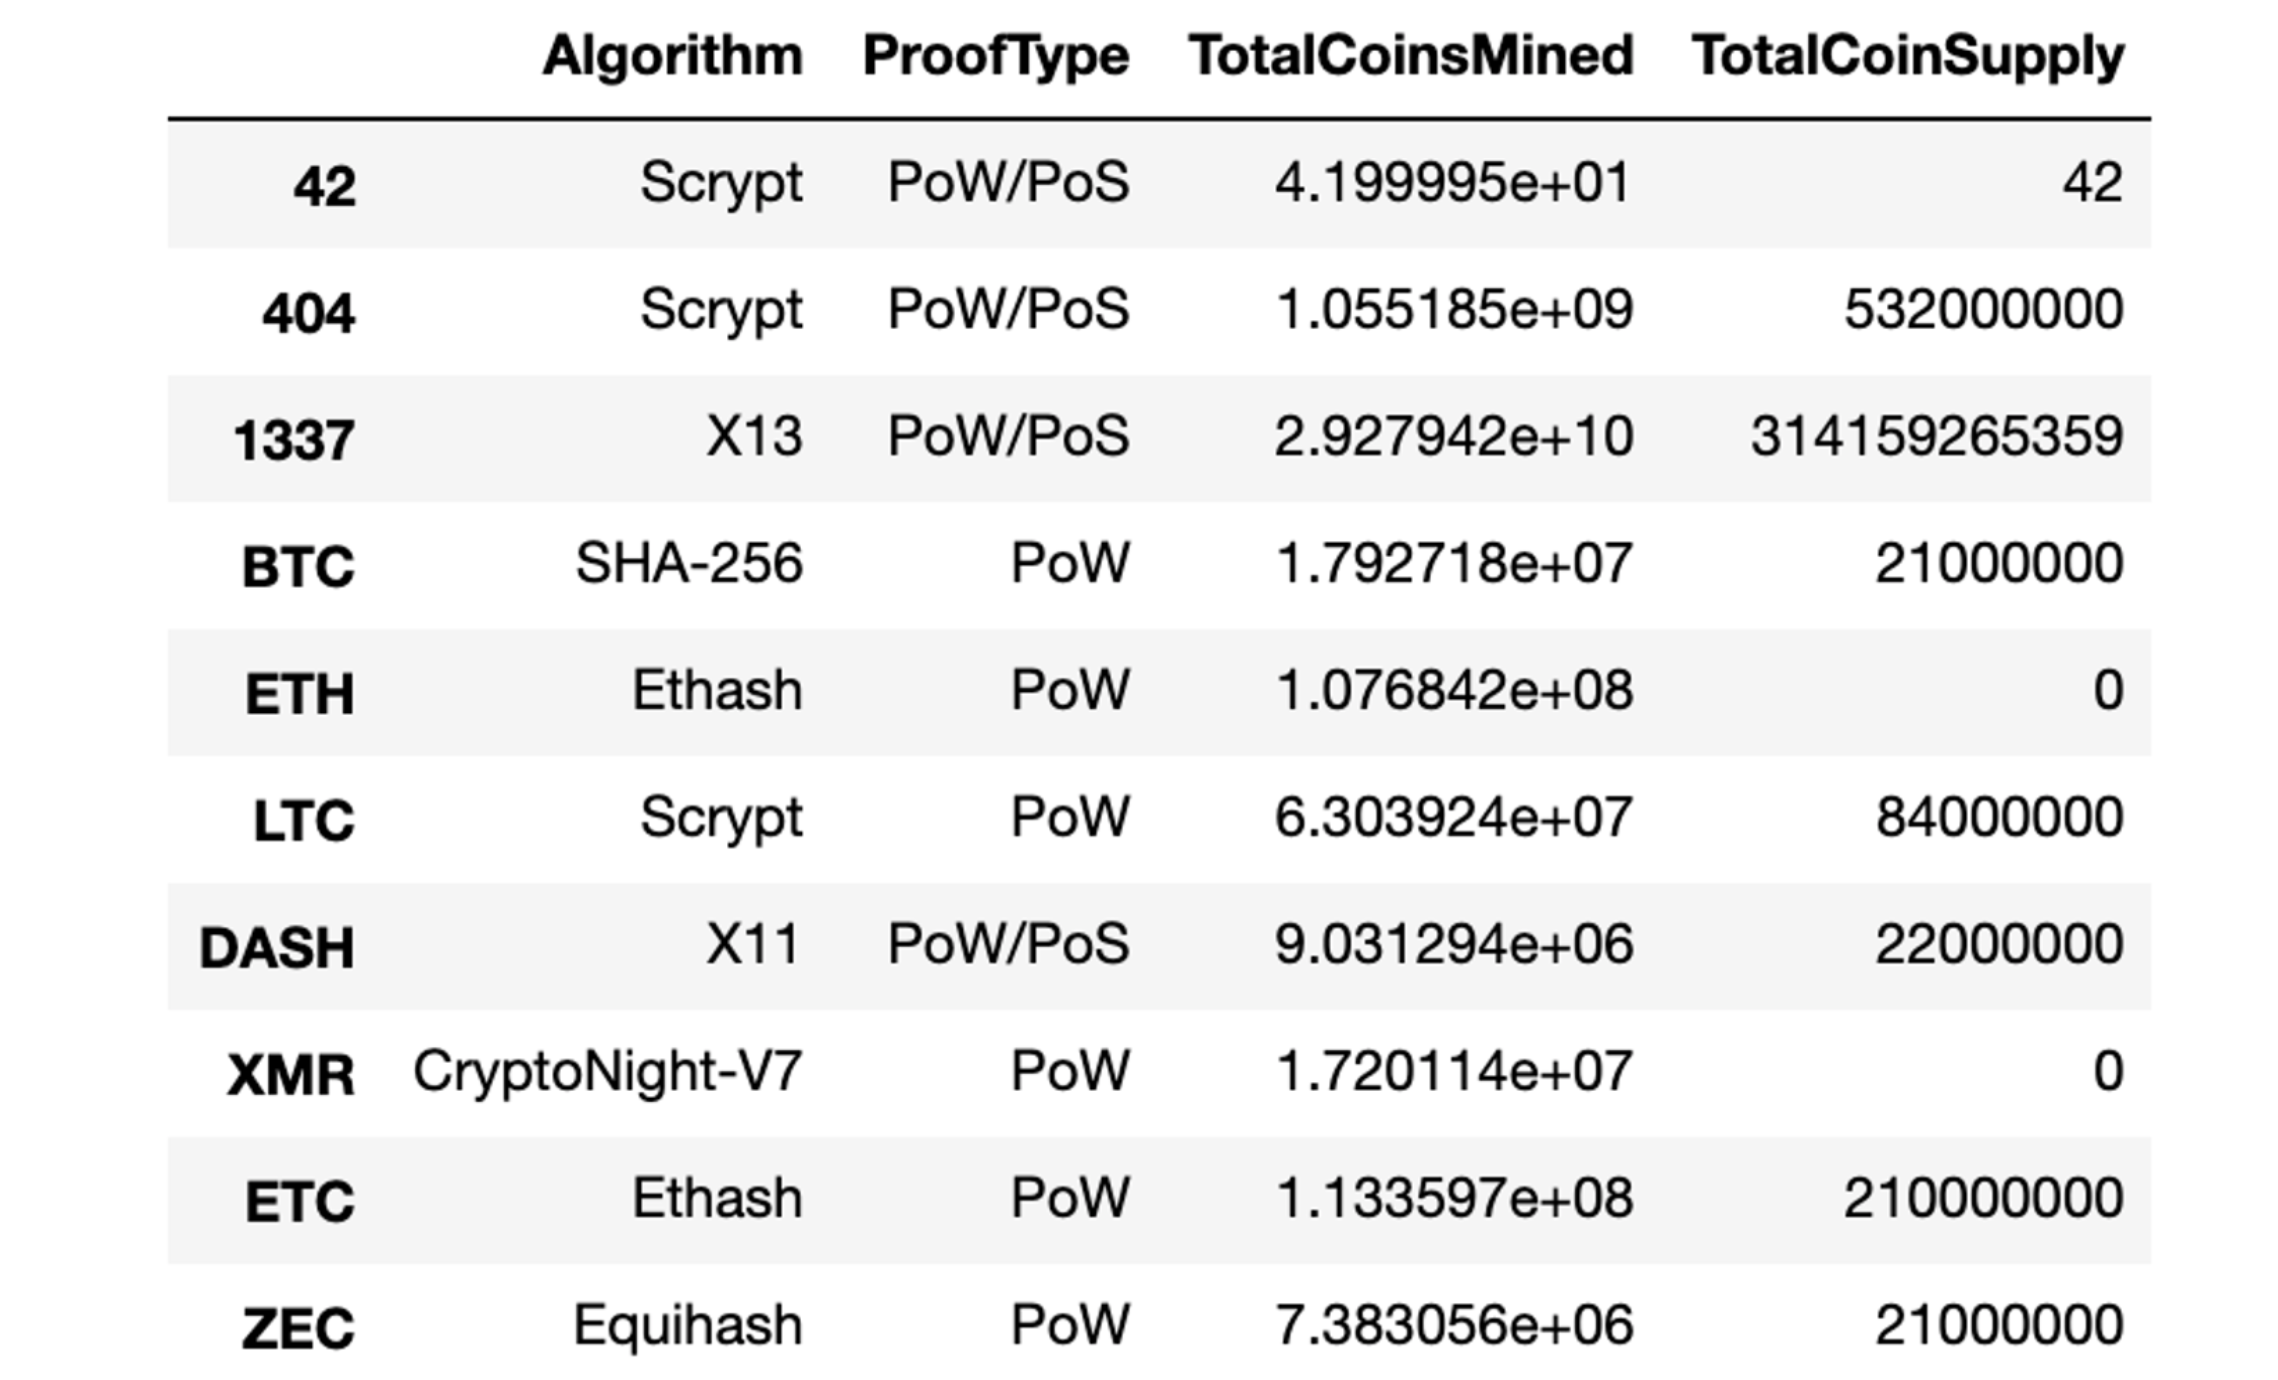 Algorithm ProofType TotalCoinsMined TotalCoinSupply
42 Scrypt PoW/PoS 4.199995e+01 42
404 Scrypt PoW/PoS 1.055185e+09 532000000
1337 X13 PoW/PoS 2.927942e+10 314159265359
BTC SHA-256 PoW 1.792718e+07 21000000
ETH Ethash PoW 1.076842e+08 0
LTC Scrypt PoW 6.303924e+07 84000000
DASH X11 PoW/PoS 9.031294e+06 22000000
XMR CryptoNight-V7 PoW 1.720114e+07 0
ETC Ethash PoW 1.133597e+08 210000000
ZEC Equihash PoW 7.383056e+06 21000000